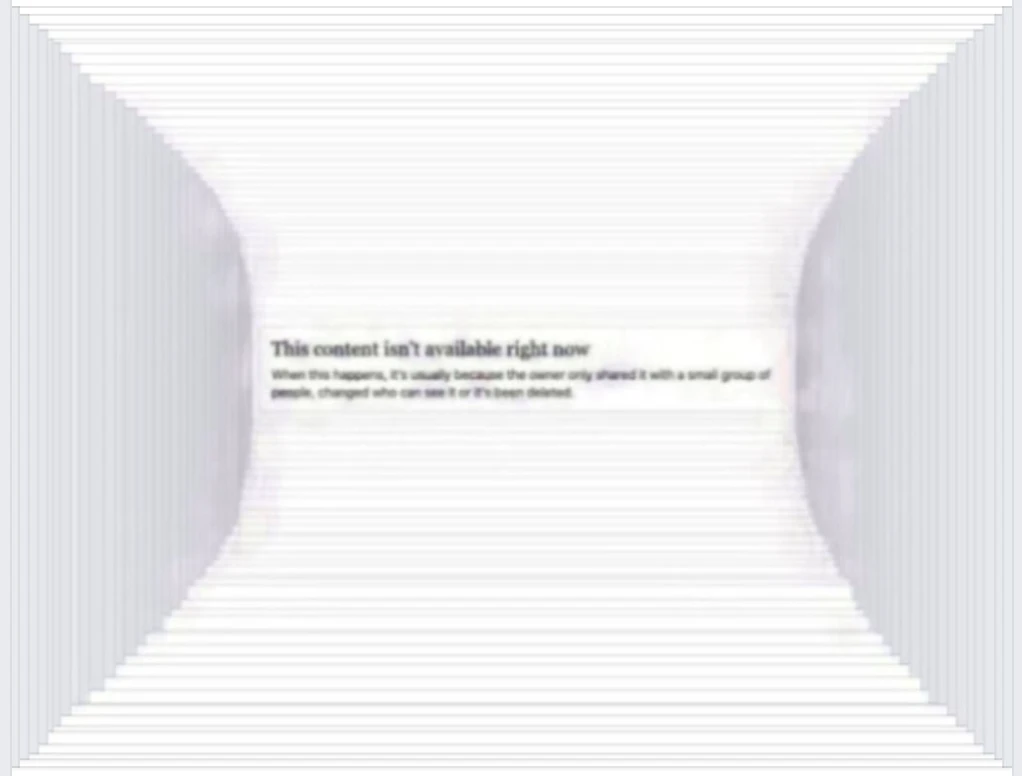 This content isn't available right now
When this happens, it's usually because the owner only shared it with a small group of
people, changed who can see it or it's been deleted.